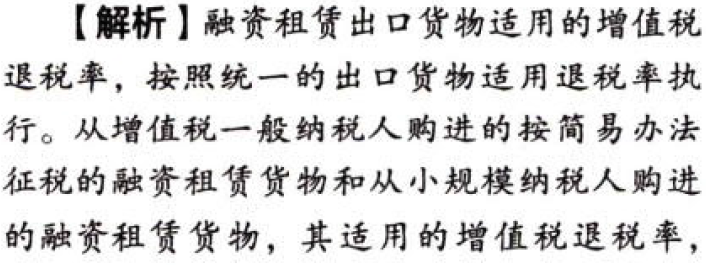 【解析】融资租赁出口货物适用的增值税
退税率，按照统一的出口货物适用退税率执
行。从增值税一般纳税人购进的按简易办法
征税的融资租赁货物和从小规模纳税人购进
的融资租赁货物，其适用的增值税退税率，